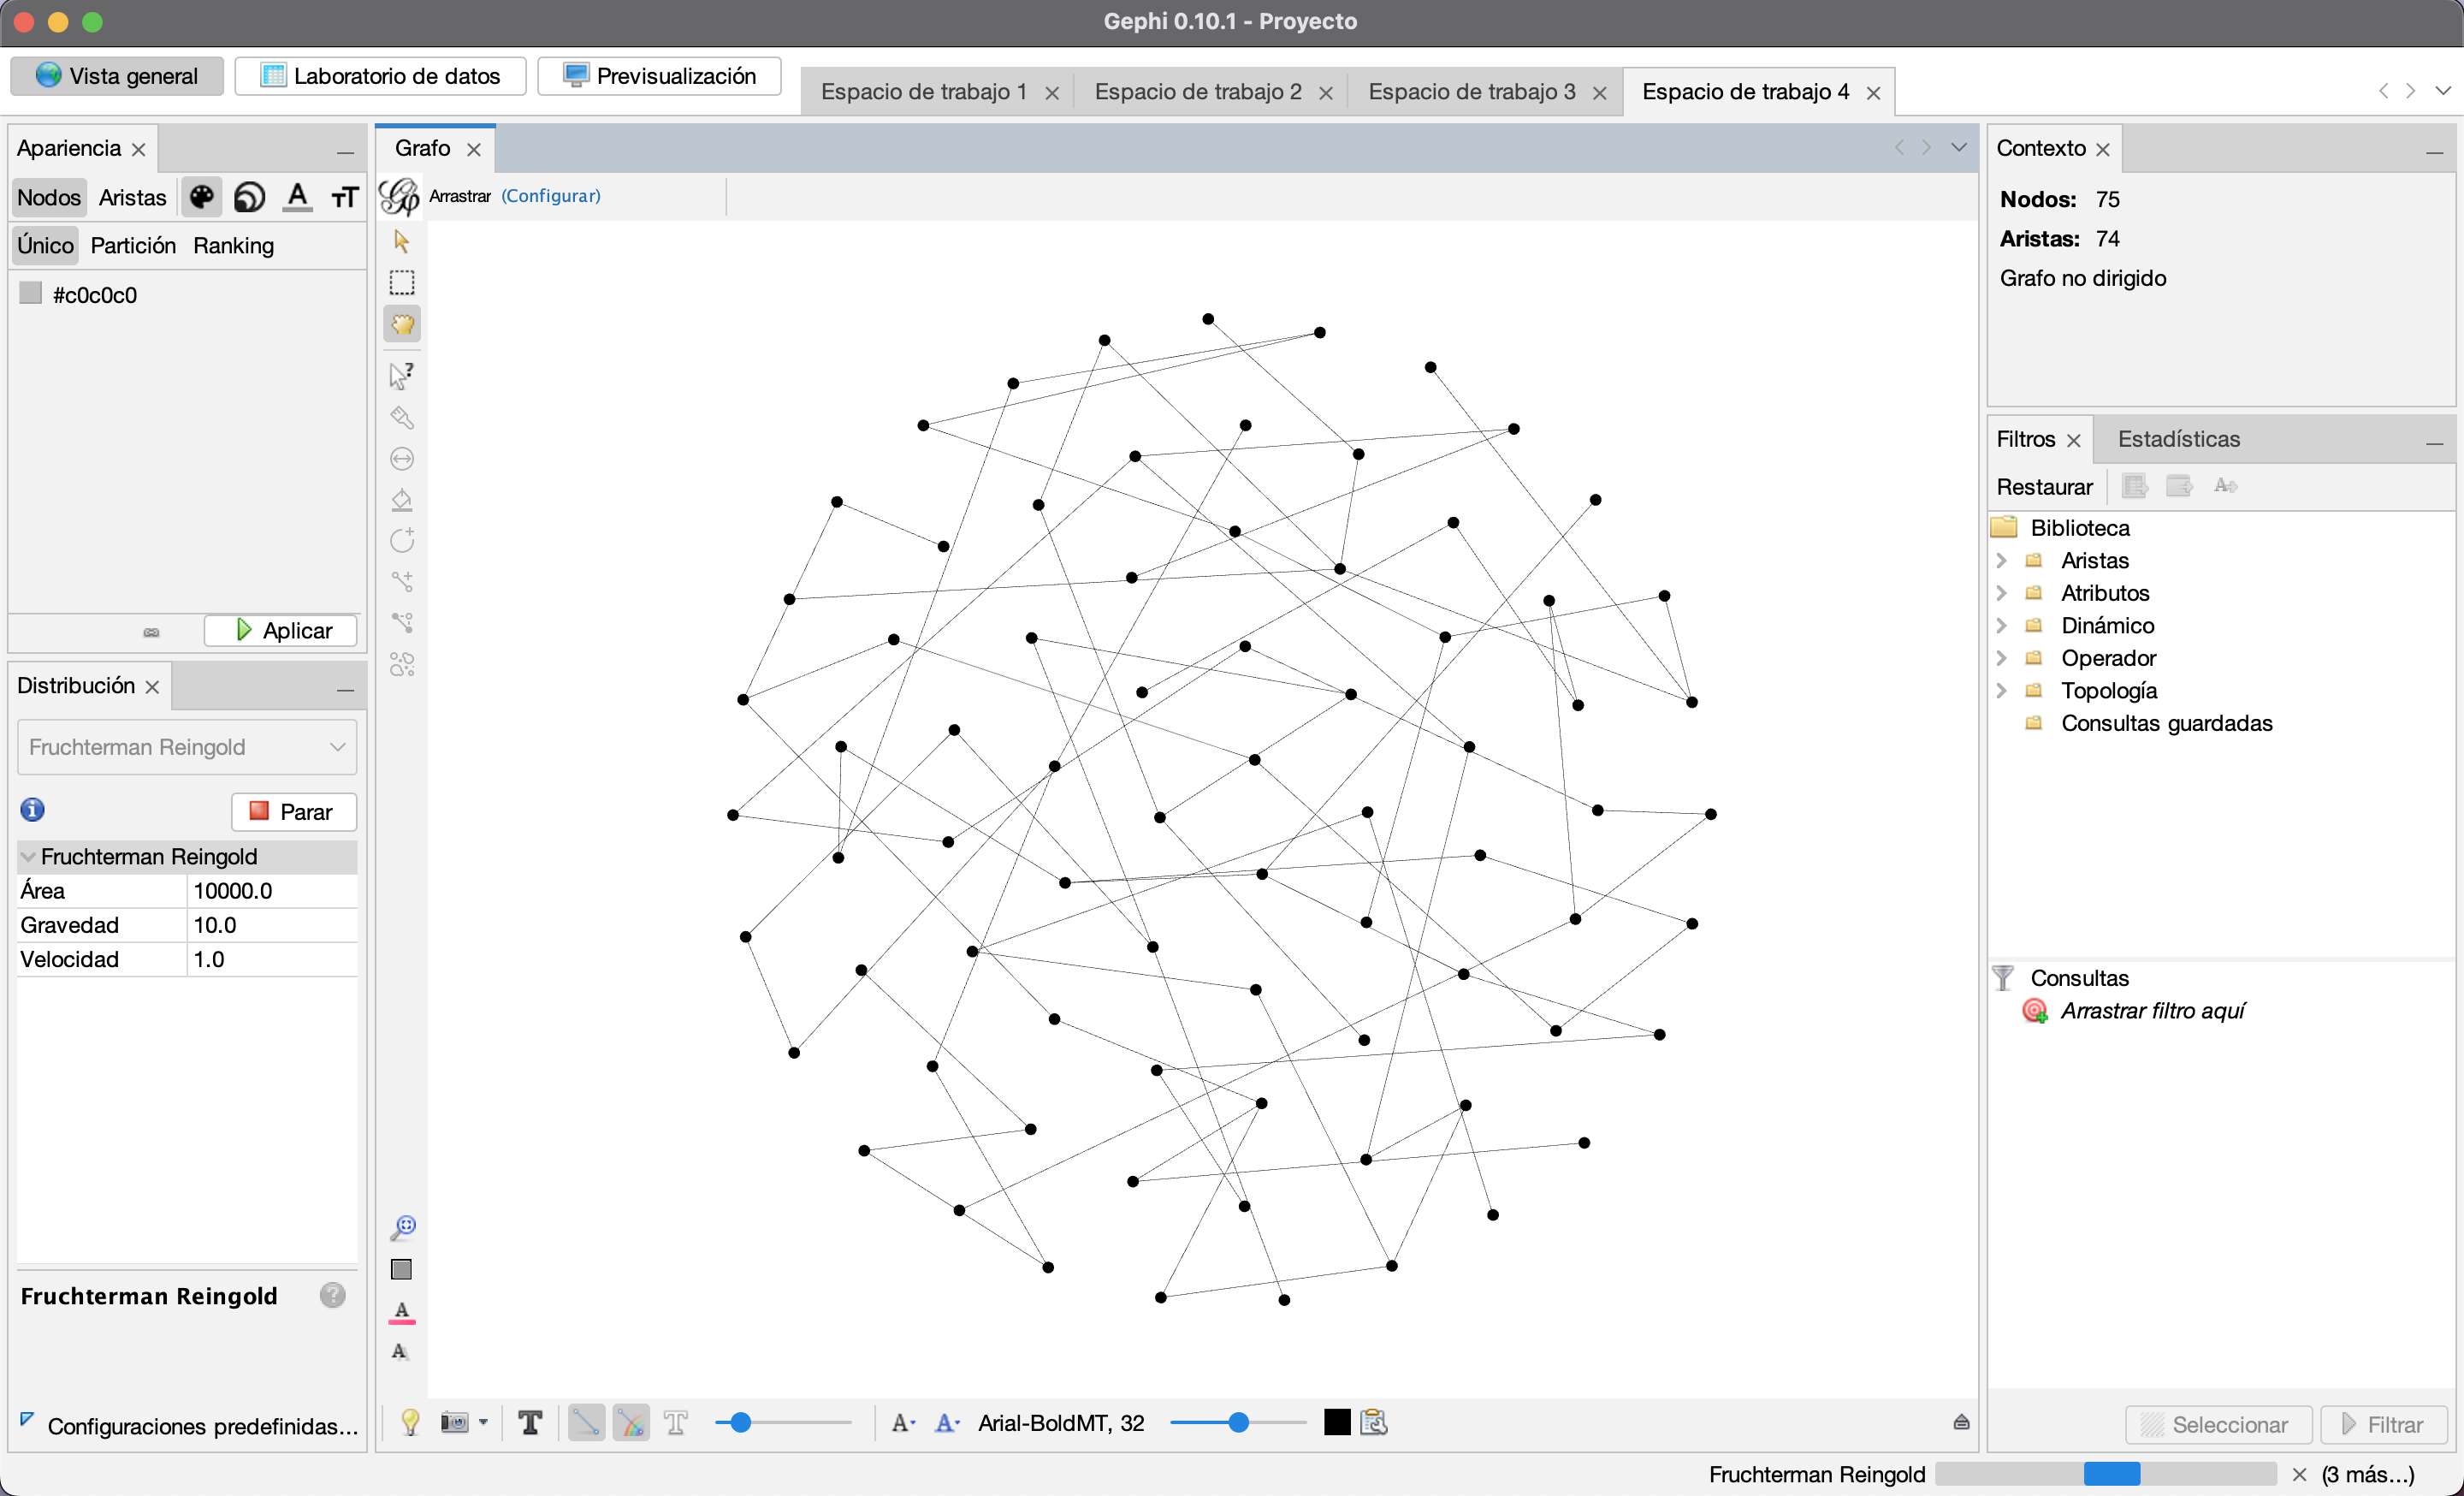 Gephi 0.10.1 - Proyecto
Vista general
Laboratorio de datos
Previsualización
Espacio de trabajo 1
Espacio de trabajo 2
Espacio de trabajo 3
Espacio de trabajo 4
Apariencia
Nodos Aristas A TT
Único Partición Ranking
#c0c0c0
Aplicar
Distribución
Fruchterman Reingold
Parar
Fruchterman Reingold
Área 10000.0
Gravedad 10.0
Velocidad 1.0
Fruchterman Reingold
Configuraciones predefinidas...
Grafo
Arrastrar (Configurar)
A
A
T T A- A- Arial-BoldMT, 32
Contexto
Nodos: 75
Aristas: 74
Grafo no dirigido
Filtros
Estadísticas
Restaurar
Biblioteca
Aristas
Atributos
Dinámico
Operador
Topología
Consultas guardadas
Consultas
Arrastrar filtro aquí
Seleccionar
Filtrar
Fruchterman Reingold (3 más...)